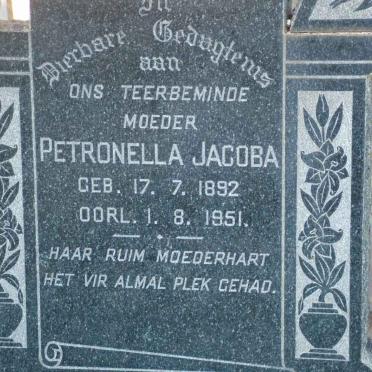 In
Dierbare Gedagtenis
aan
ONS TEERBEMINDE
MOEDER
PETRONELLA JACOBA
GEB. 17. 7. 1892
OORL. 1. 8. 1951.
HAAR RUIM MOEDERHART
HET VIR ALMAL PLEK GEHAD.